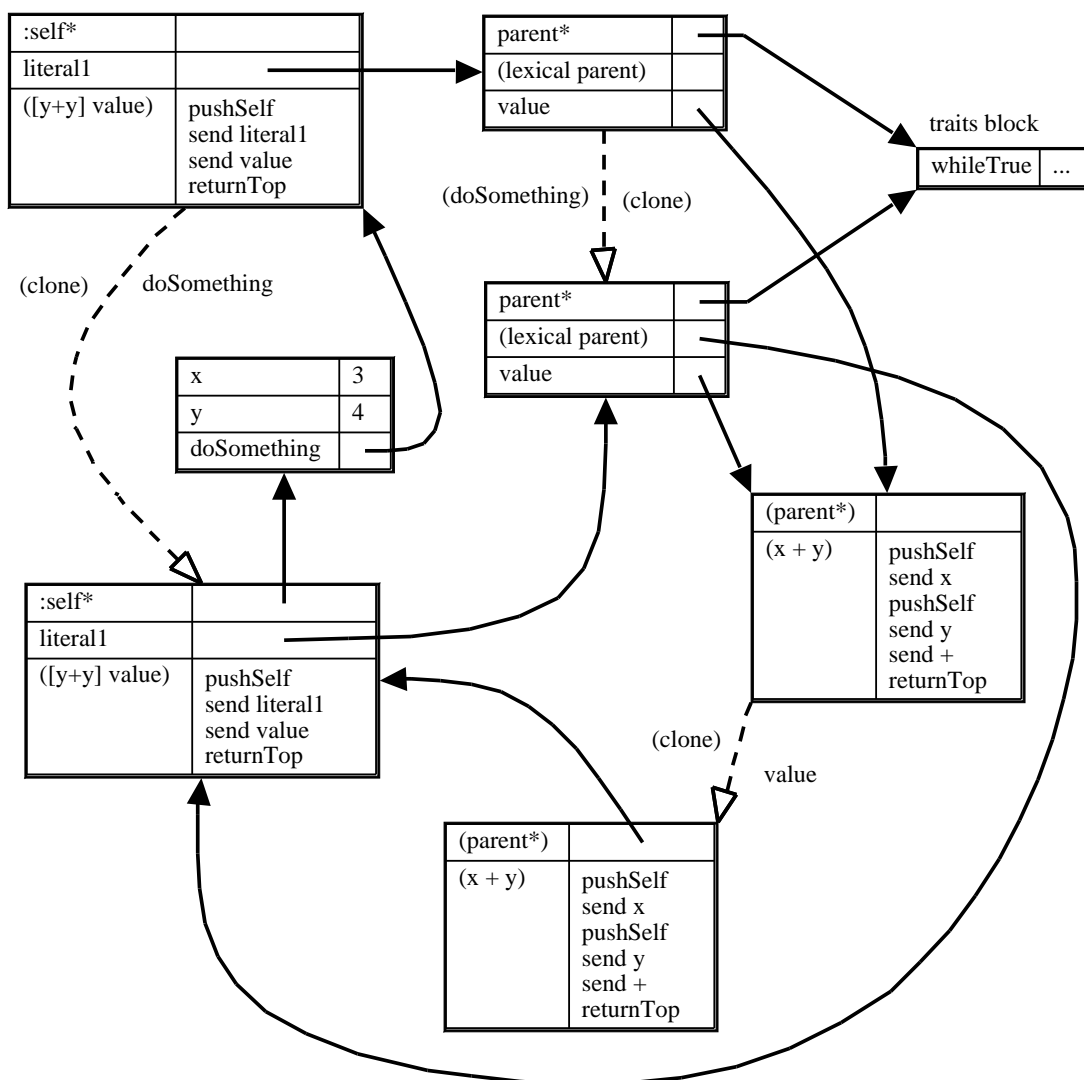 :self*
literal1
([y+y] value)
pushSelf
send literal1
send value
returnTop
parent*
(lexical parent)
value
traits block
whileTrue ...
(doSomething) (clone)
(clone) doSomething
parent*
(lexical parent)
value
x 3
y 4
doSomething
(parent*)
(x + y)
pushSelf
send x
pushSelf
send y
send +
returnTop
:self*
literal1
([y+y] value)
pushSelf
send literal1
send value
returnTop
(clone)
value
(parent*)
(x + y)
pushSelf
send x
pushSelf
send y
send +
returnTop